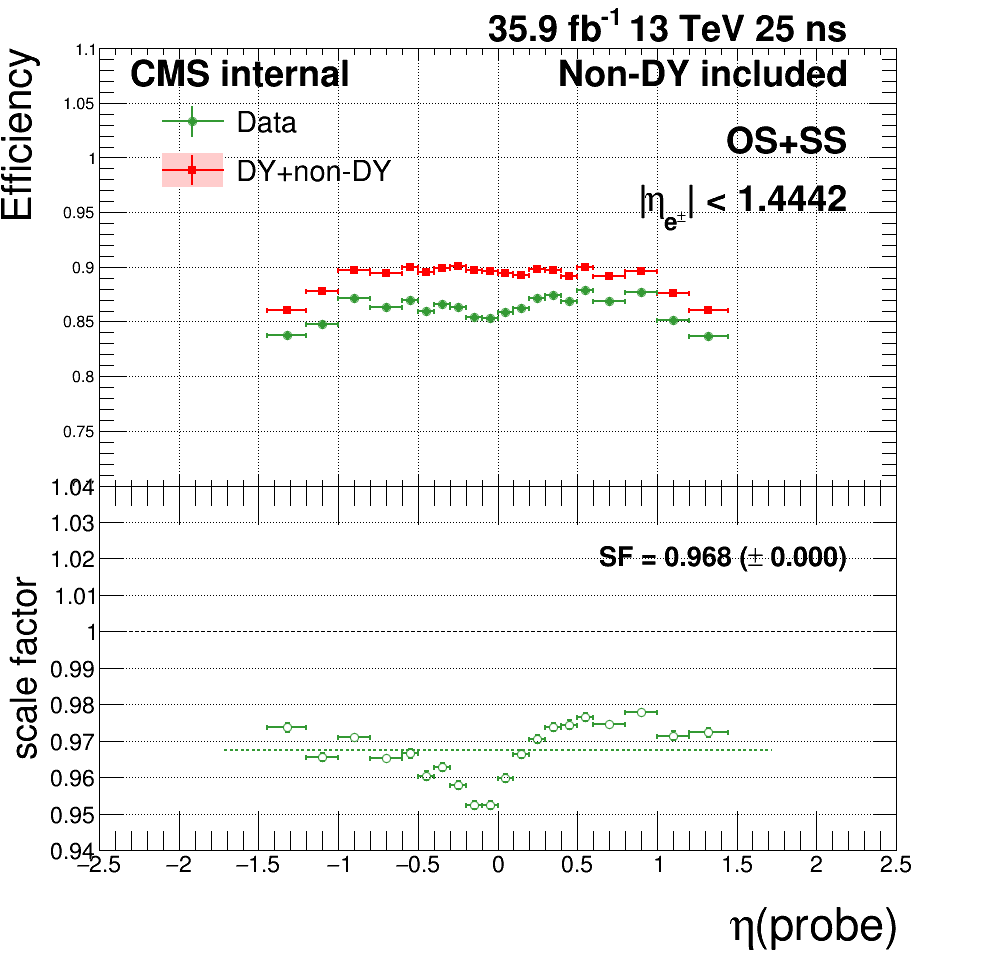 35.9 fb⁻¹ 13 TeV 25 ns
CMS internal
Non-DY included
Data
DY+non-DY
OS+SS
|η_e±| < 1.4442
Efficiency
1.1
1.05
1
0.95
0.9
0.85
0.8
0.75
1.04
1.03
1.02
1.01
1
0.99
0.98
0.97
0.96
0.95
0.94
SF = 0.968 (± 0.000)
scale factor
−2.5 −2 −1.5 −1 −0.5 0 0.5 1 1.5 2 2.5
η(probe)